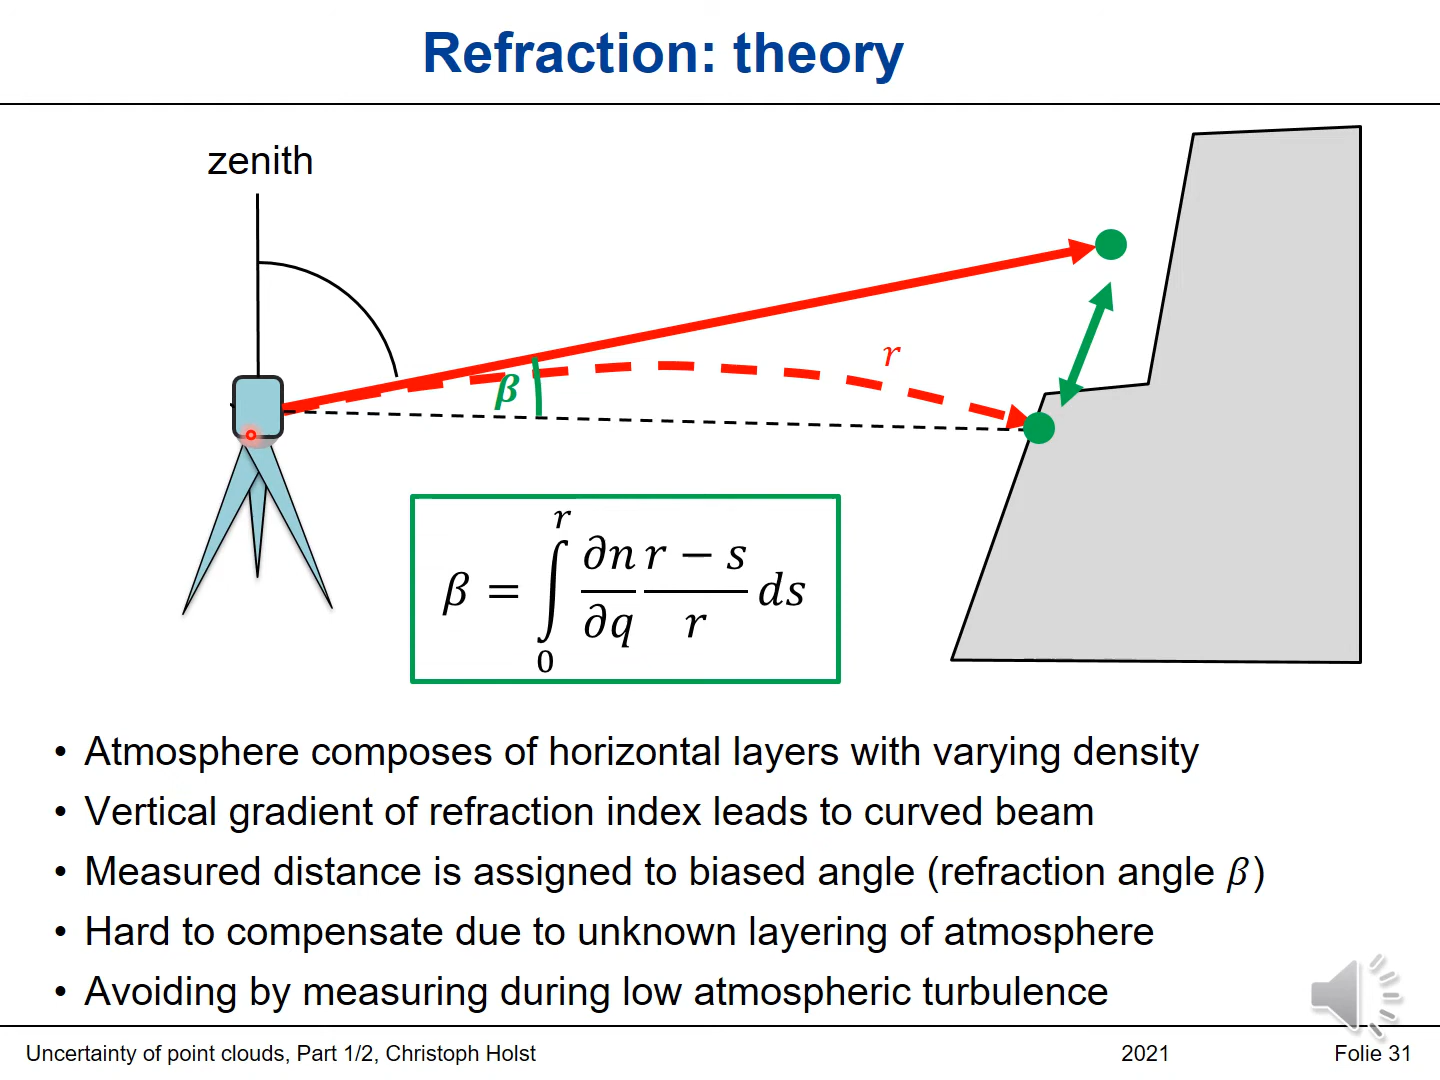 Refraction: theory
zenith
r
β
β = ∫₀ʳ ∂n/∂q (r − s)/r ds
• Atmosphere composes of horizontal layers with varying density
• Vertical gradient of refraction index leads to curved beam
• Measured distance is assigned to biased angle (refraction angle β)
• Hard to compensate due to unknown layering of atmosphere
• Avoiding by measuring during low atmospheric turbulence
Uncertainty of point clouds, Part 1/2, Christoph Holst 2021 Folie 31